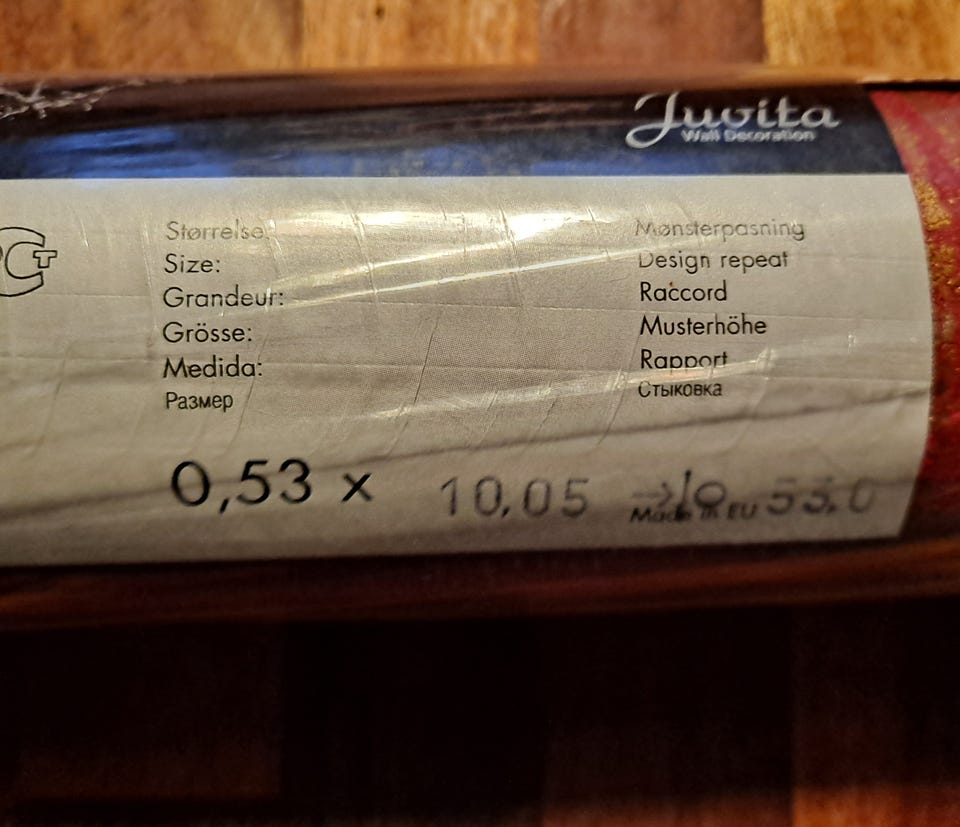 Juvita
Wall Decoration
Størrelse:
Size:
Grandeur:
Grösse:
Medida:
Размер
Mønsterpasning
Design repeat
Raccord
Musterhöhe
Rapport
Стыковка
0,53 x 10,05
Made in EU
53.0